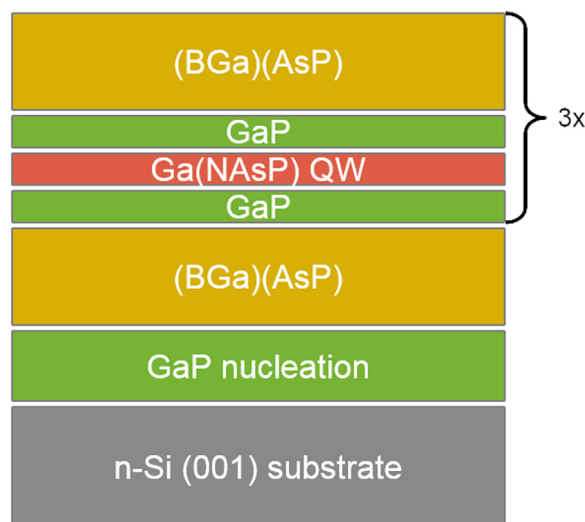 (BGa)(AsP)
GaP
3x
Ga(NAsP) QW
GaP
(BGa)(AsP)
GaP nucleation
n-Si (001) substrate